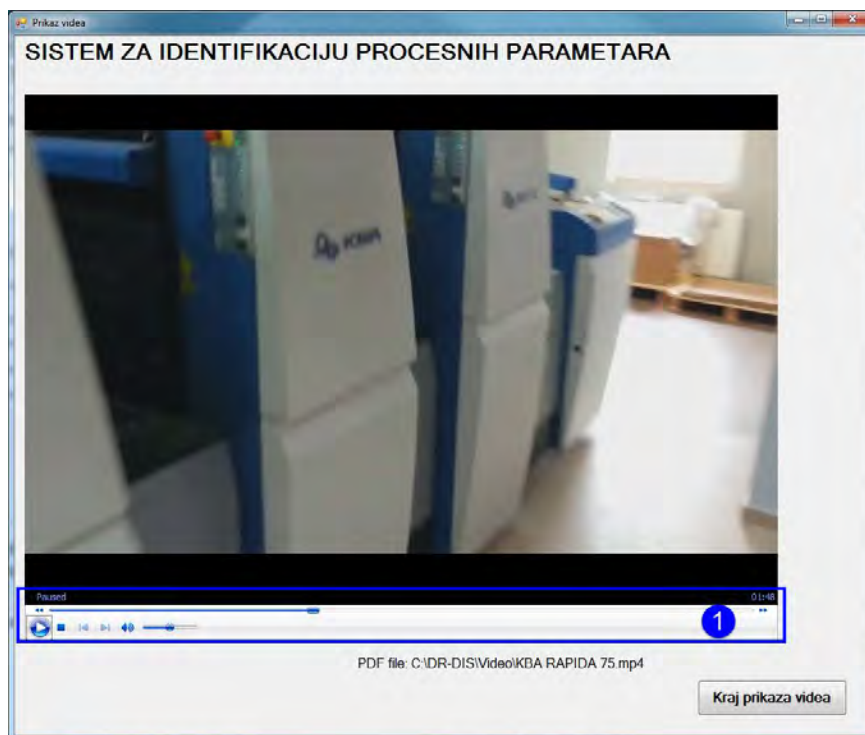 Prikaz videa
SISTEM ZA IDENTIFIKACIJU PROCESNIH PARAMETARA
KBA
Paused
01:48
1
PDF file: C:\DR-DIS\Video\KBA RAPIDA 75.mp4
Kraj prikaza videa